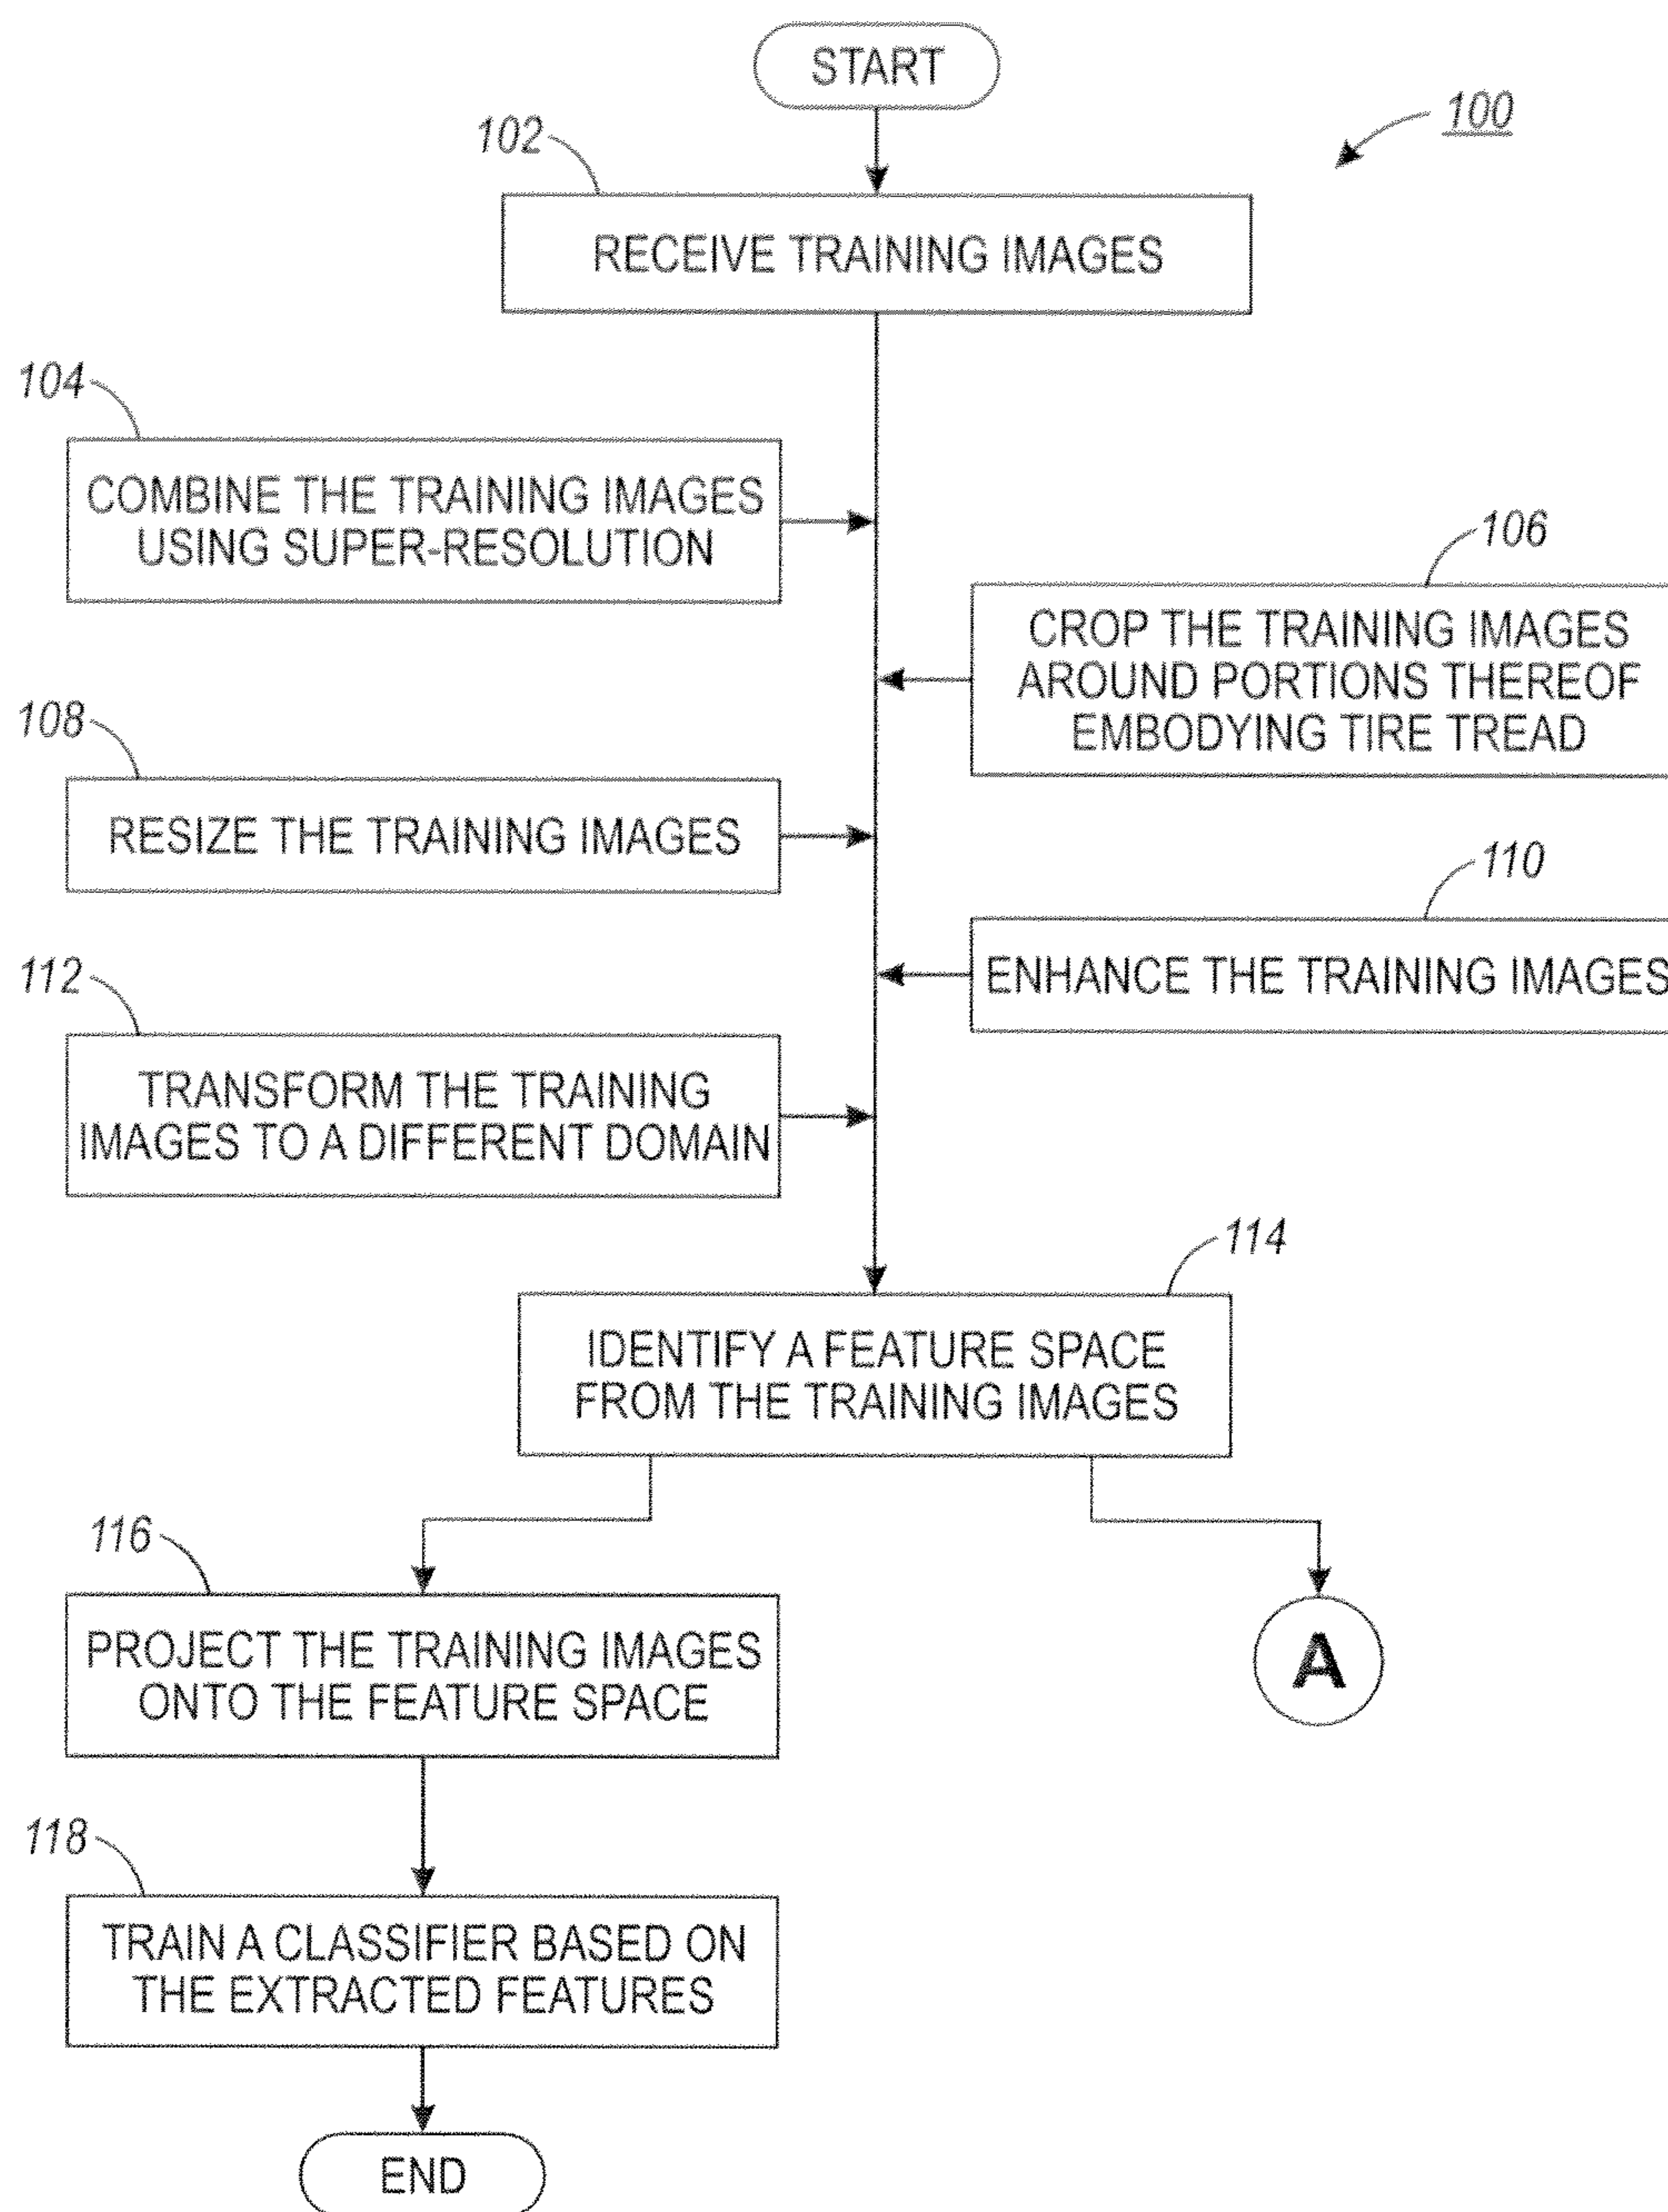 START
100
102
RECEIVE TRAINING IMAGES
104
COMBINE THE TRAINING IMAGES
USING SUPER-RESOLUTION
106
CROP THE TRAINING IMAGES
AROUND PORTIONS THEREOF
EMBODYING TIRE TREAD
108
RESIZE THE TRAINING IMAGES
110
ENHANCE THE TRAINING IMAGES
112
TRANSFORM THE TRAINING
IMAGES TO A DIFFERENT DOMAIN
114
IDENTIFY A FEATURE SPACE
FROM THE TRAINING IMAGES
116
PROJECT THE TRAINING IMAGES
ONTO THE FEATURE SPACE
A
118
TRAIN A CLASSIFIER BASED ON
THE EXTRACTED FEATURES
END